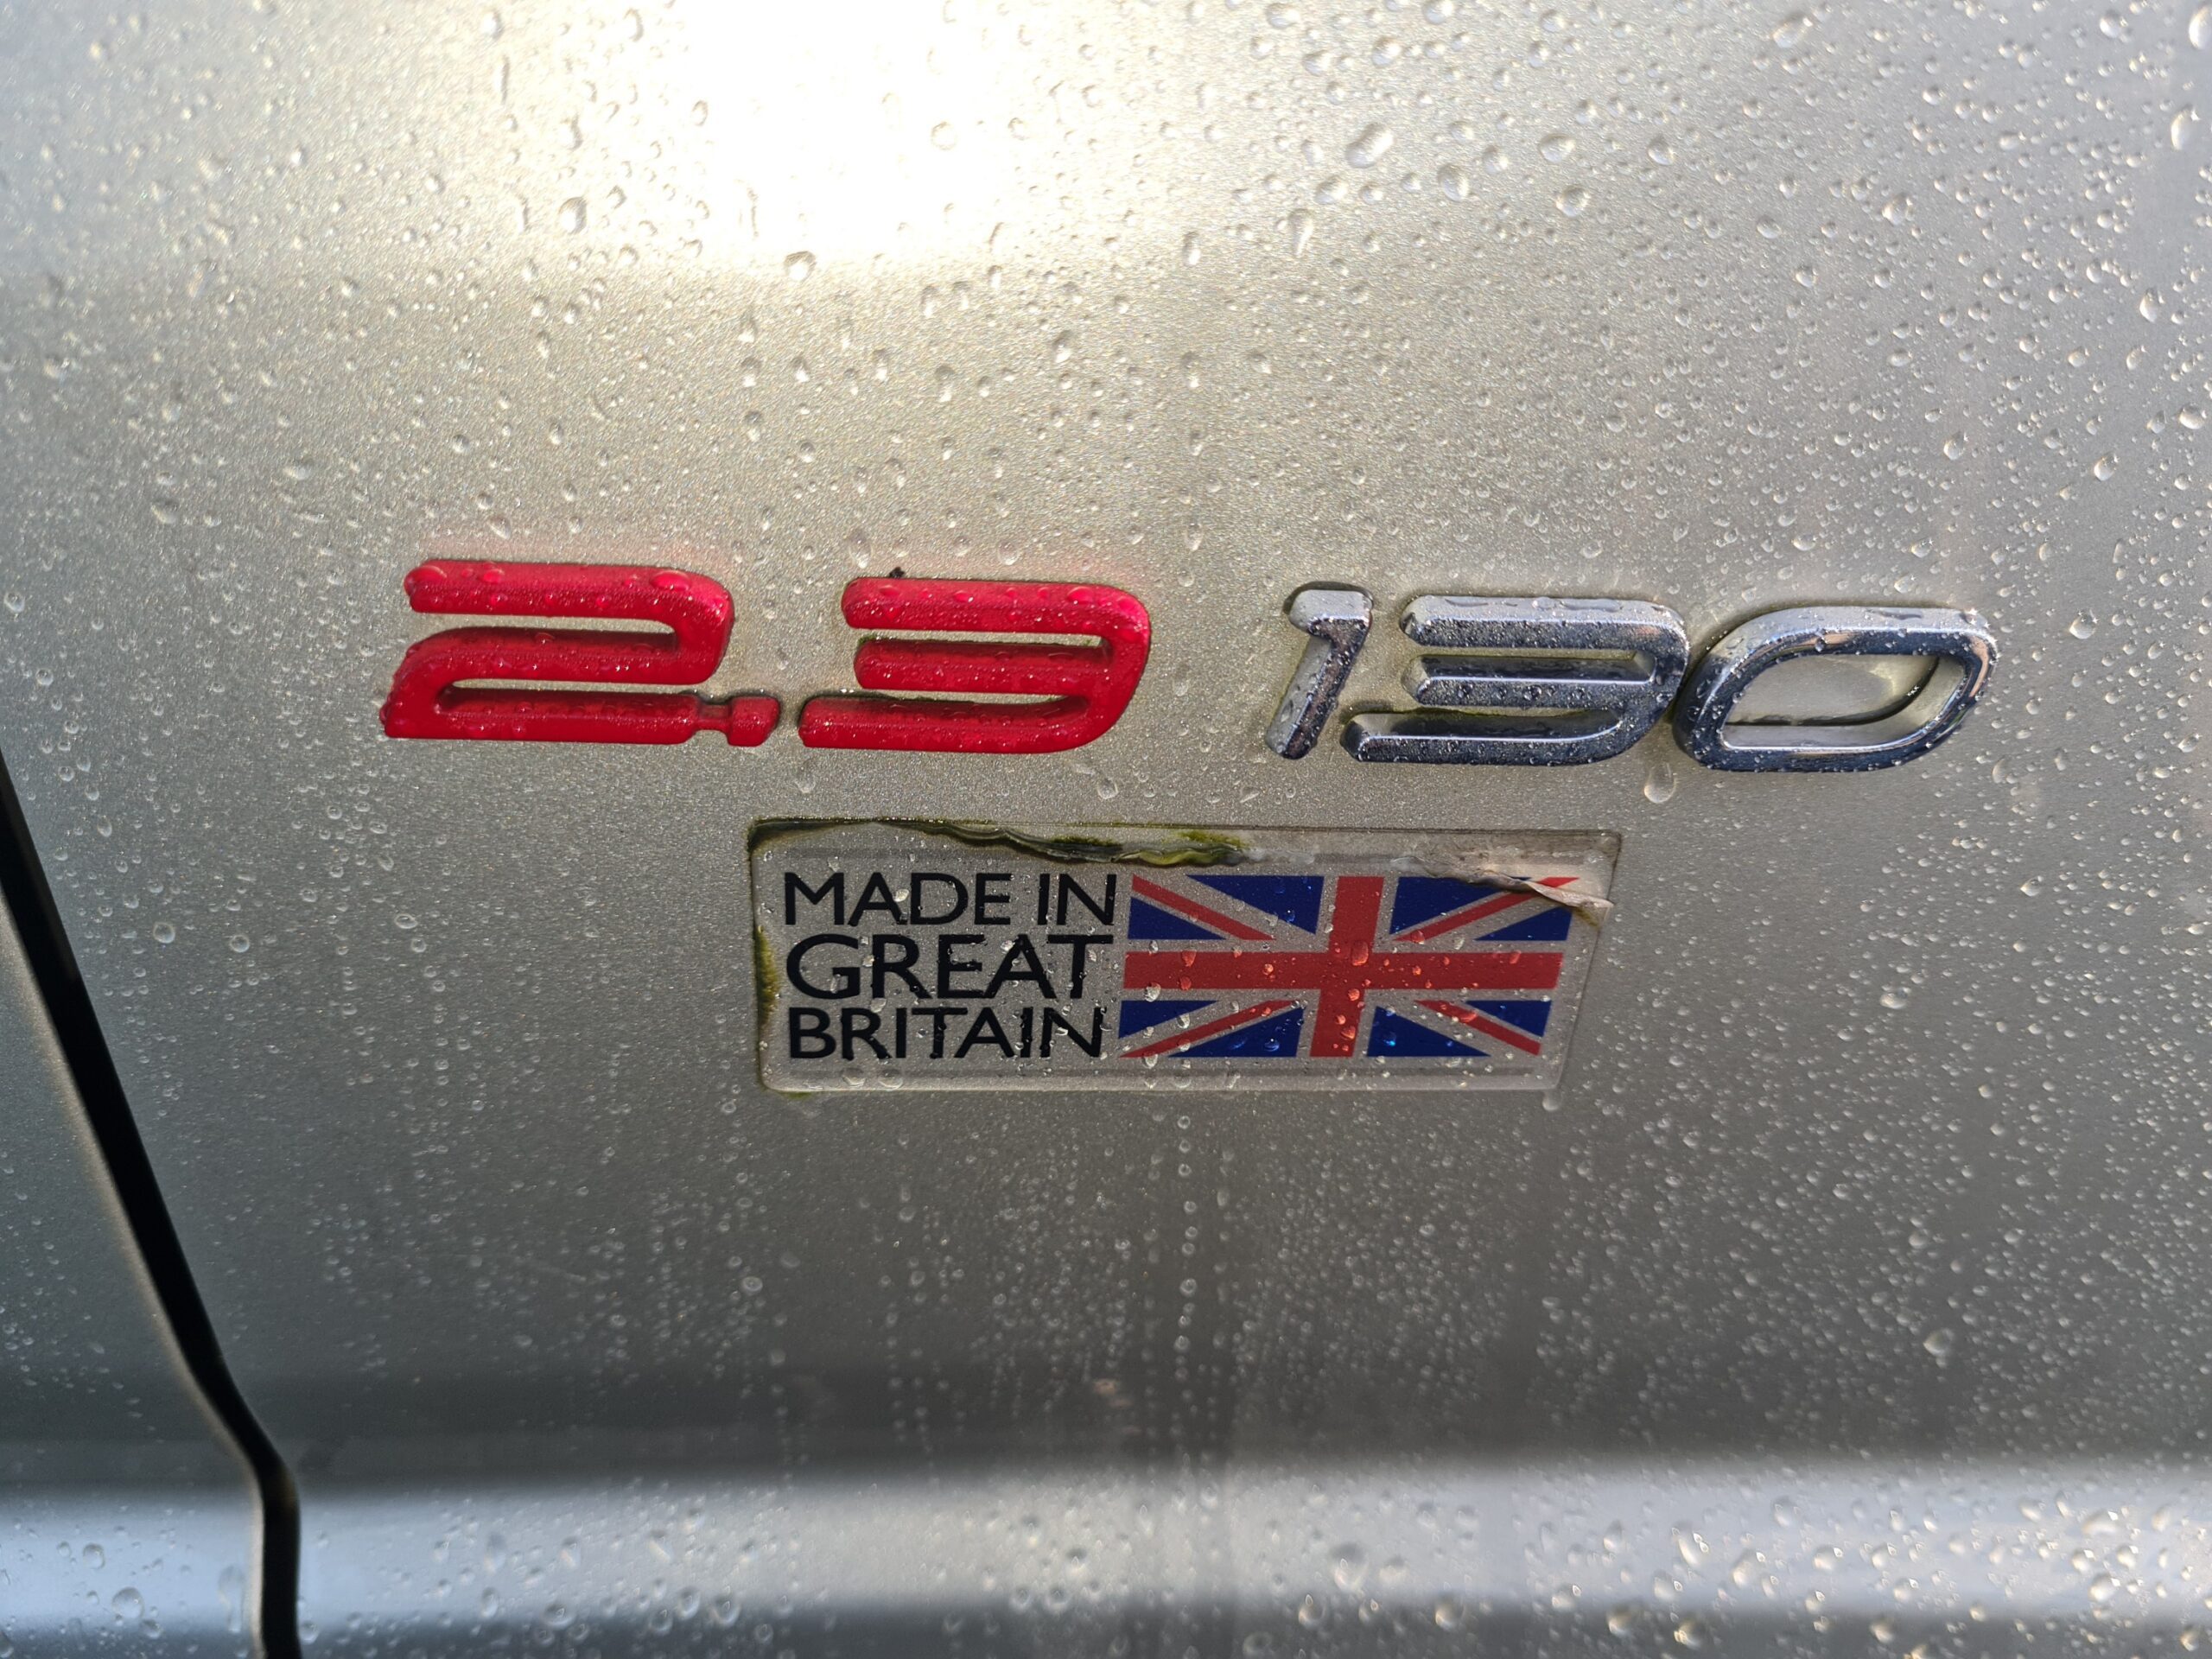 2.3 130
MADE IN
GREAT
BRITAIN